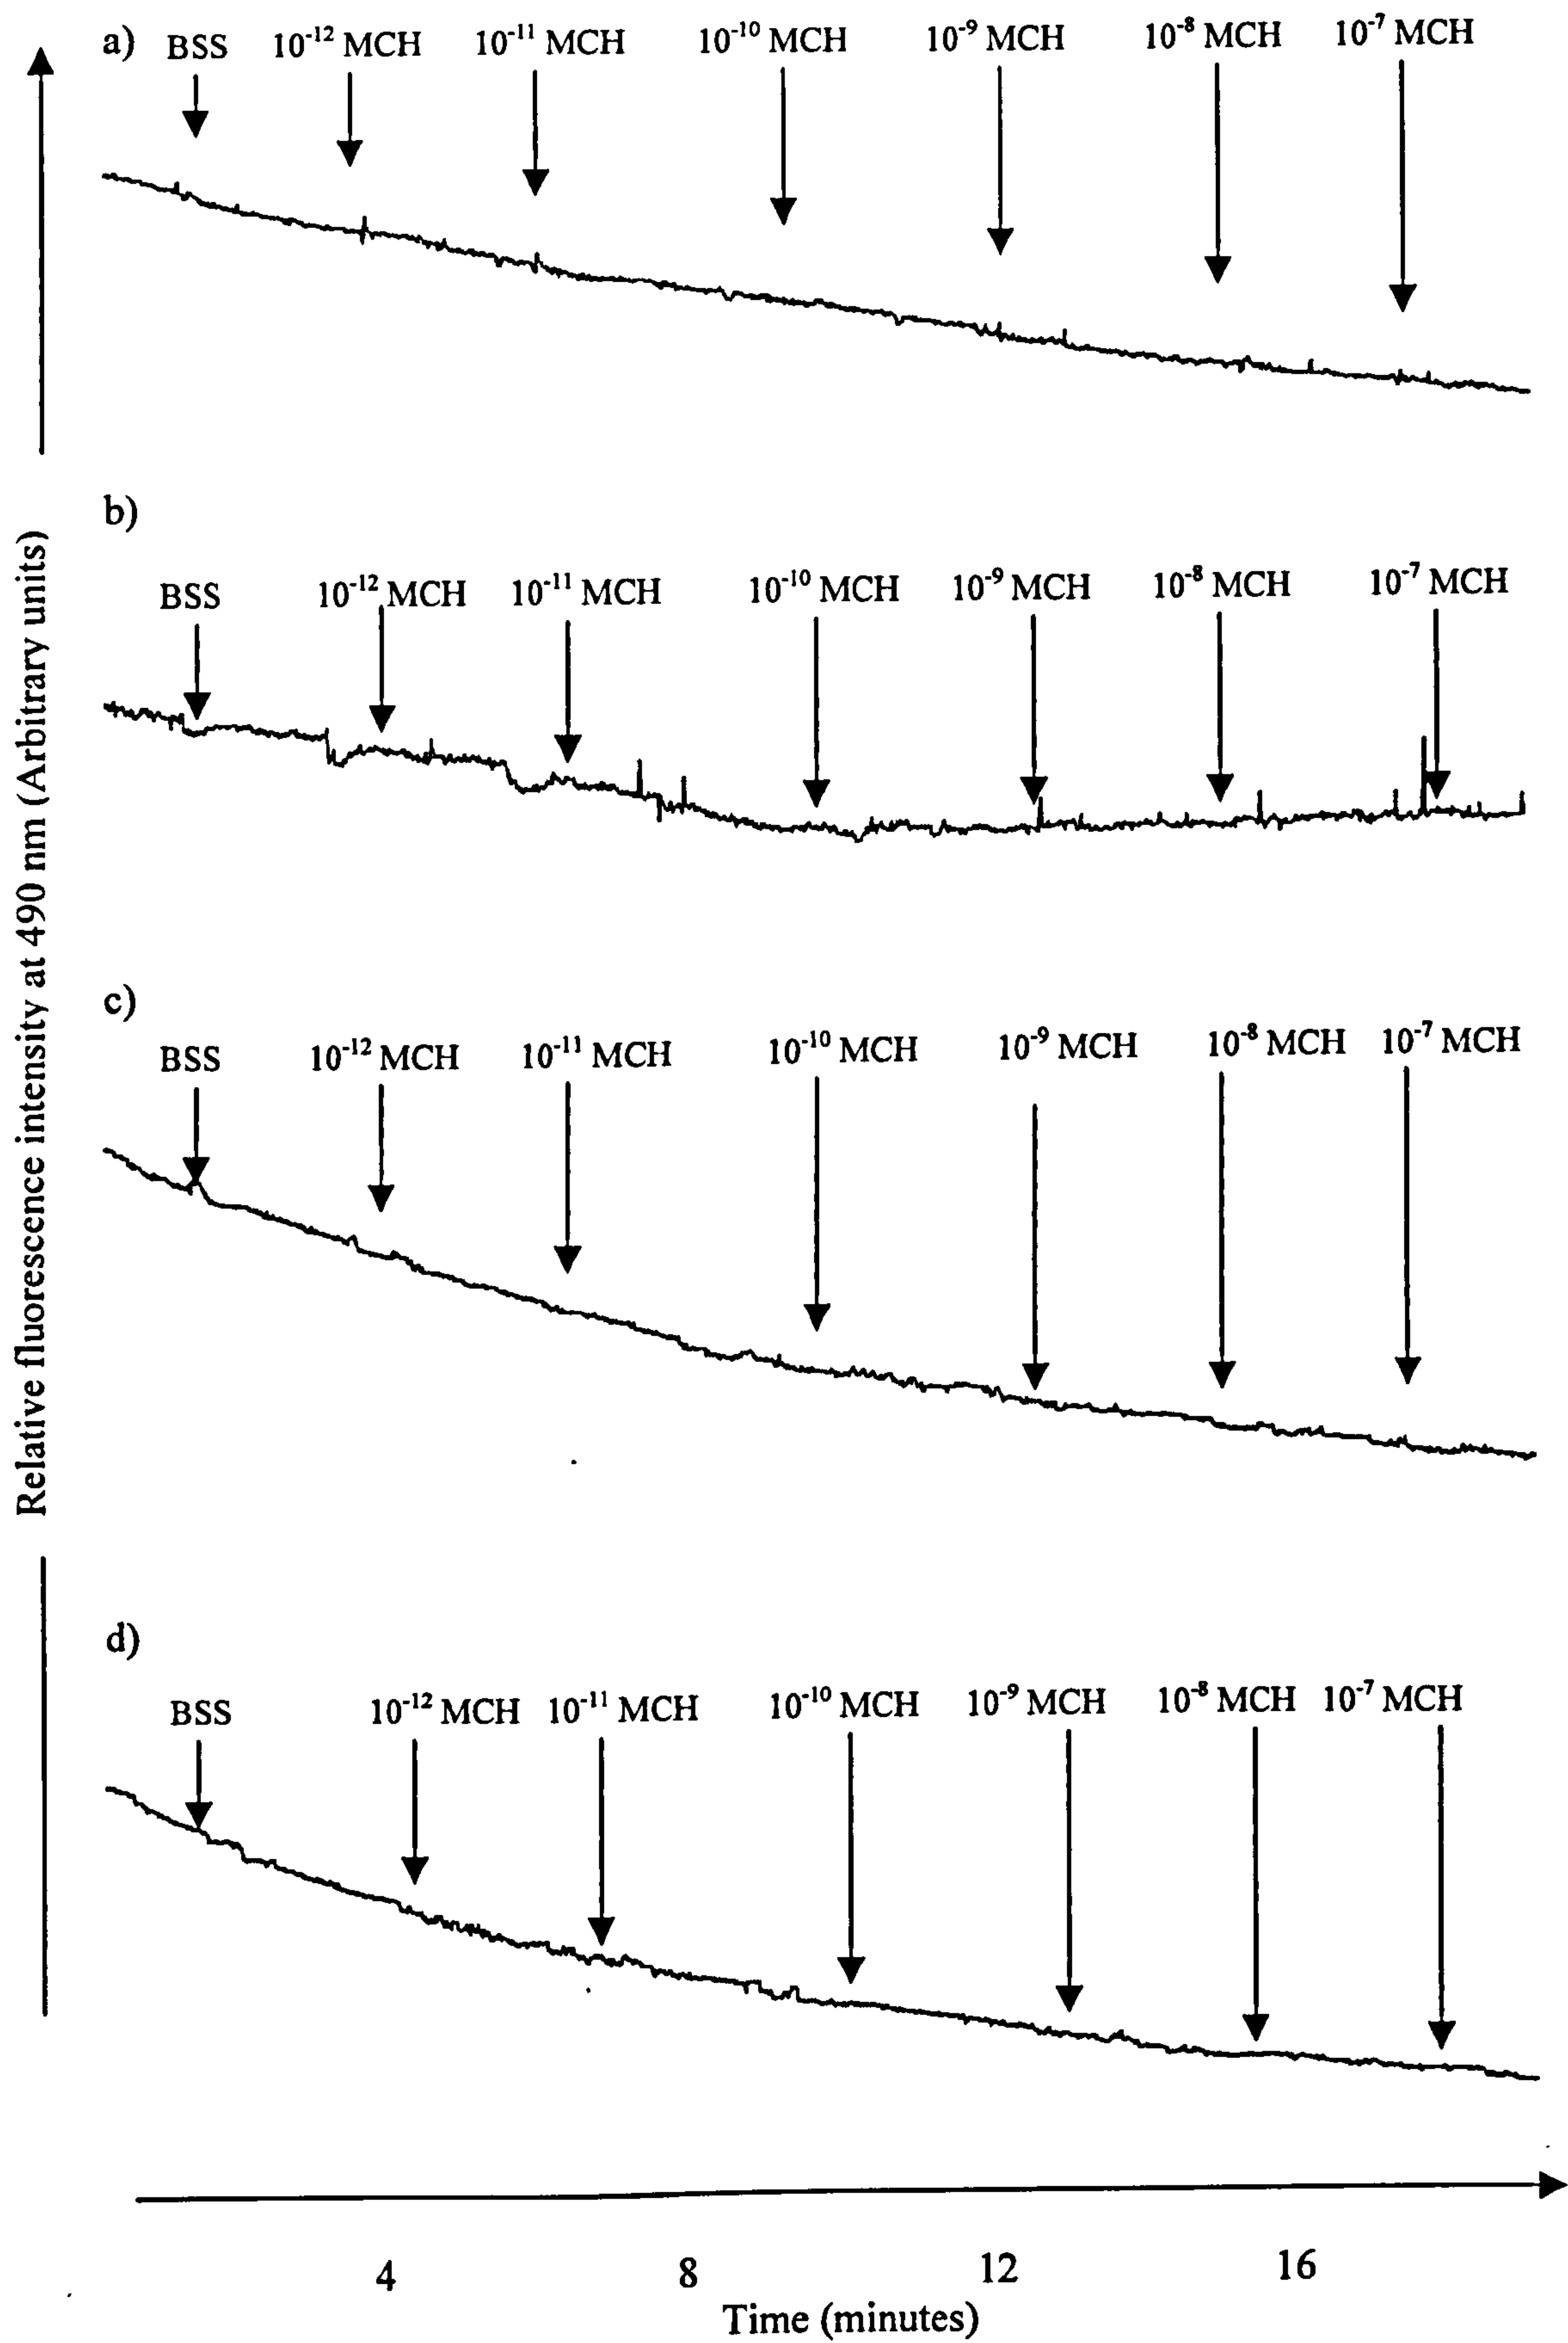 a) BSS 10⁻¹² MCH 10⁻¹¹ MCH 10⁻¹⁰ MCH 10⁻⁹ MCH 10⁻⁸ MCH 10⁻⁷ MCH
b)
BSS 10⁻¹² MCH 10⁻¹¹ MCH 10⁻¹⁰ MCH 10⁻⁹ MCH 10⁻⁸ MCH 10⁻⁷ MCH
c)
BSS 10⁻¹² MCH 10⁻¹¹ MCH 10⁻¹⁰ MCH 10⁻⁹ MCH 10⁻⁸ MCH 10⁻⁷ MCH
d)
BSS 10⁻¹² MCH 10⁻¹¹ MCH 10⁻¹⁰ MCH 10⁻⁹ MCH 10⁻⁸ MCH 10⁻⁷ MCH
Relative fluorescence intensity at 490 nm (Arbitrary units)
4 8 12 16
Time (minutes)